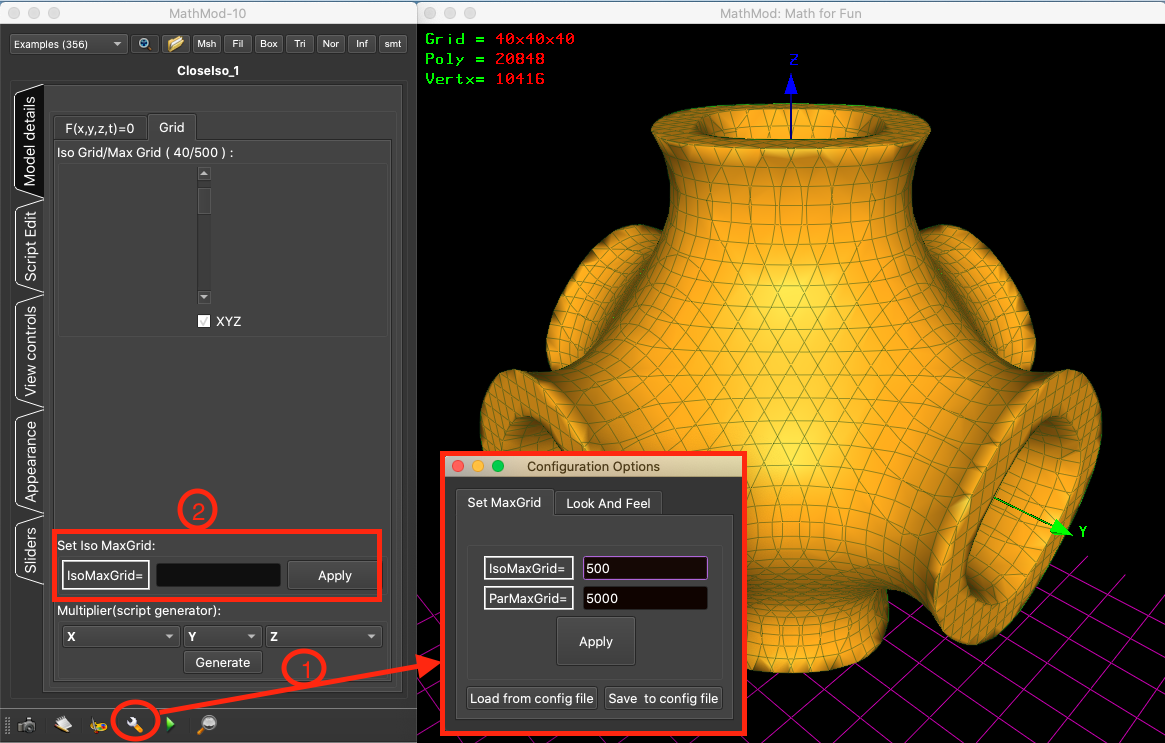 MathMod-10
Examples (356)
Msh
Fil
Box
Tri
Nor
Inf
smt
CloseIso_1
Model details
Script Edit
View controls
Appearance
Sliders
F(x,y,z,t)=0
Grid
Iso Grid/Max Grid ( 40/500 ) :
XYZ
2
Set Iso MaxGrid:
IsoMaxGrid=
Apply
Multiplier(script generator):
X
Y
Z
Generate
1
MathMod: Math for Fun
Grid = 40x40x40
Poly = 20848
Vertx= 10416
Z
Y
Configuration Options
Set MaxGrid
Look And Feel
IsoMaxGrid=
500
ParMaxGrid=
5000
Apply
Load from config file
Save to config file